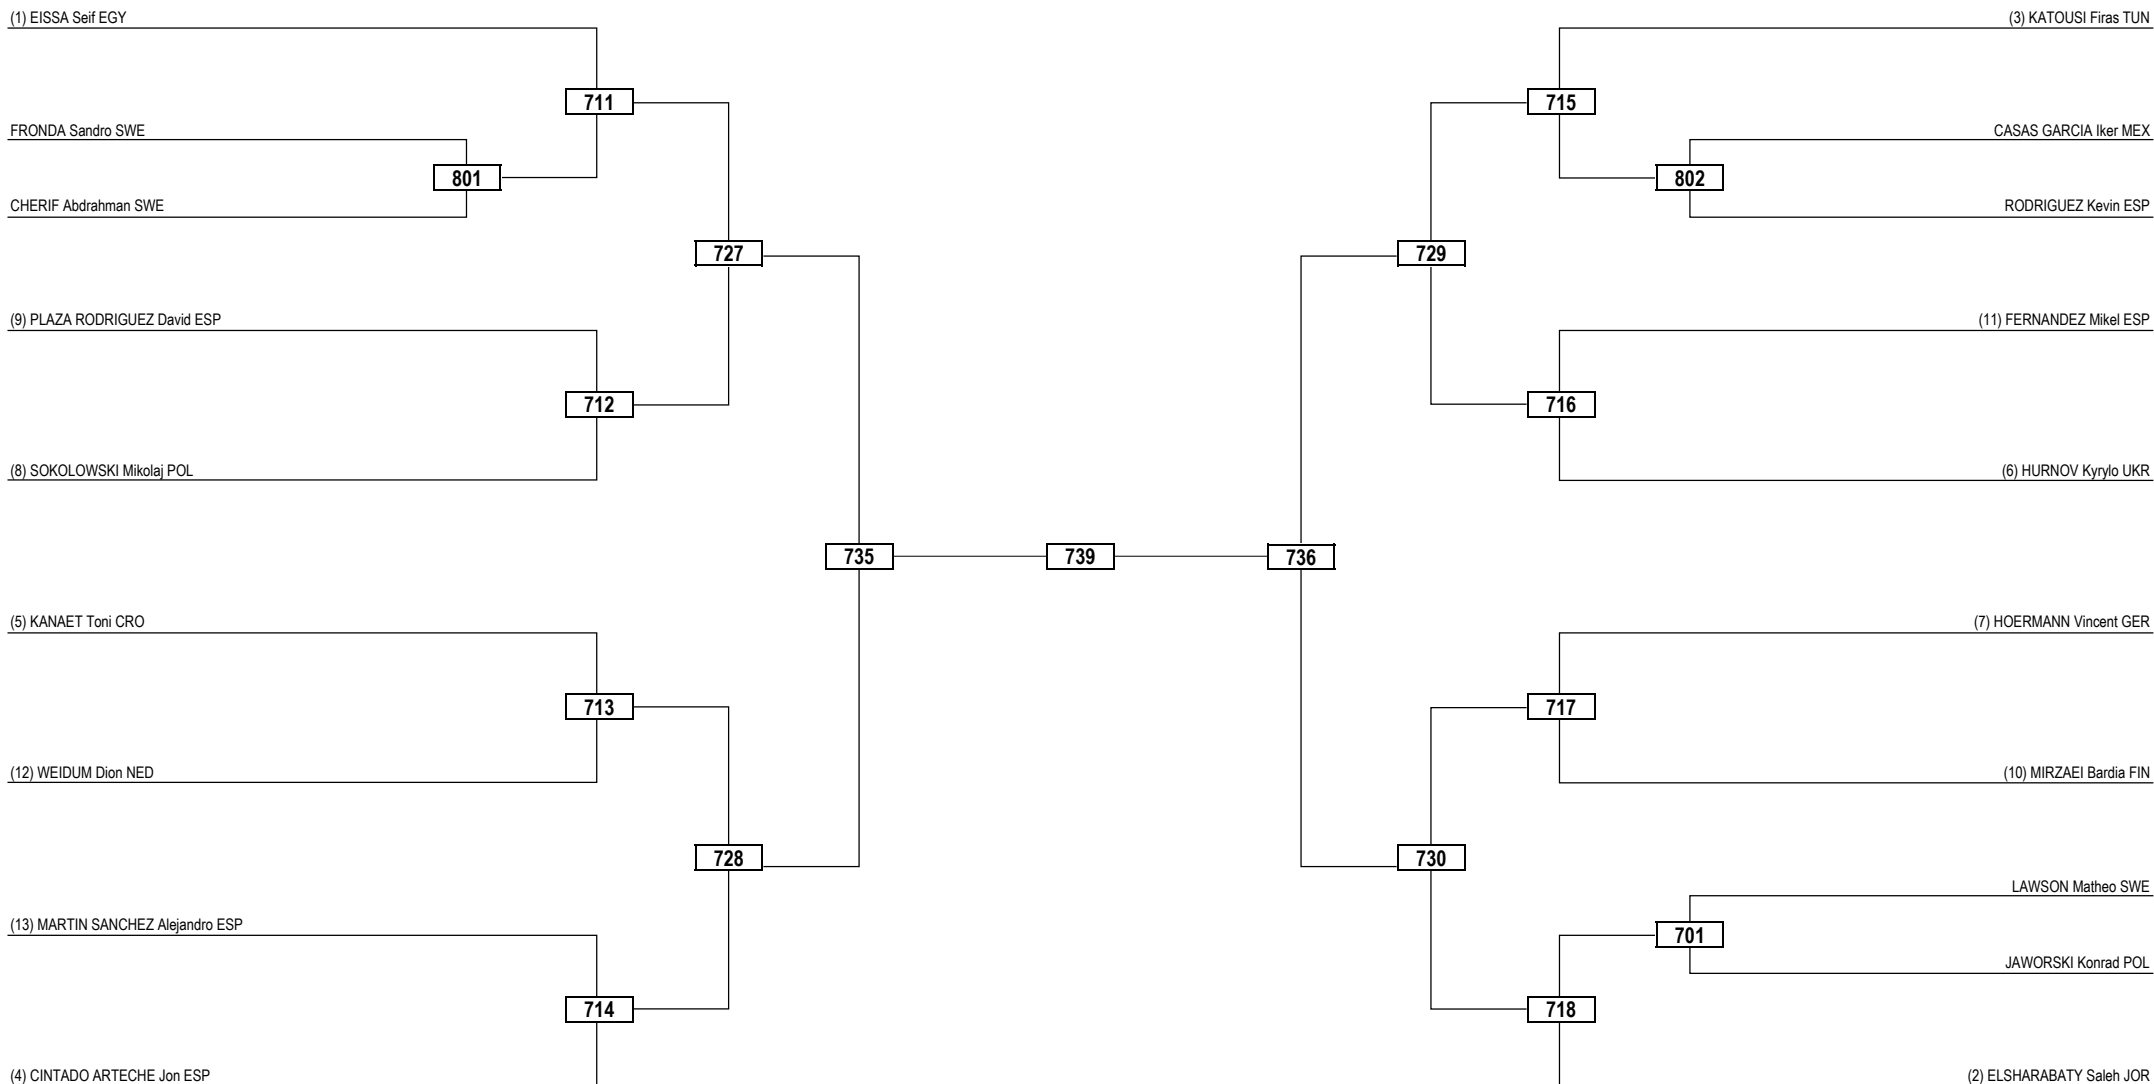 (1) EISSA Seif EGY
(3) KATOUSI Firas TUN
711
715
FRONDA Sandro SWE
CASAS GARCIA Iker MEX
801
802
CHERIF Abdrahman SWE
RODRIGUEZ Kevin ESP
727
729
(9) PLAZA RODRIGUEZ David ESP
(11) FERNANDEZ Mikel ESP
712
716
(8) SOKOLOWSKI Mikolaj POL
(6) HURNOV Kyrylo UKR
735
739
736
(5) KANAET Toni CRO
(7) HOERMANN Vincent GER
713
717
(12) WEIDUM Dion NED
(10) MIRZAEI Bardia FIN
728
730
LAWSON Matheo SWE
(13) MARTIN SANCHEZ Alejandro ESP
701
JAWORSKI Konrad POL
714
718
(4) CINTADO ARTECHE Jon ESP
(2) ELSHARABATY Saleh JOR